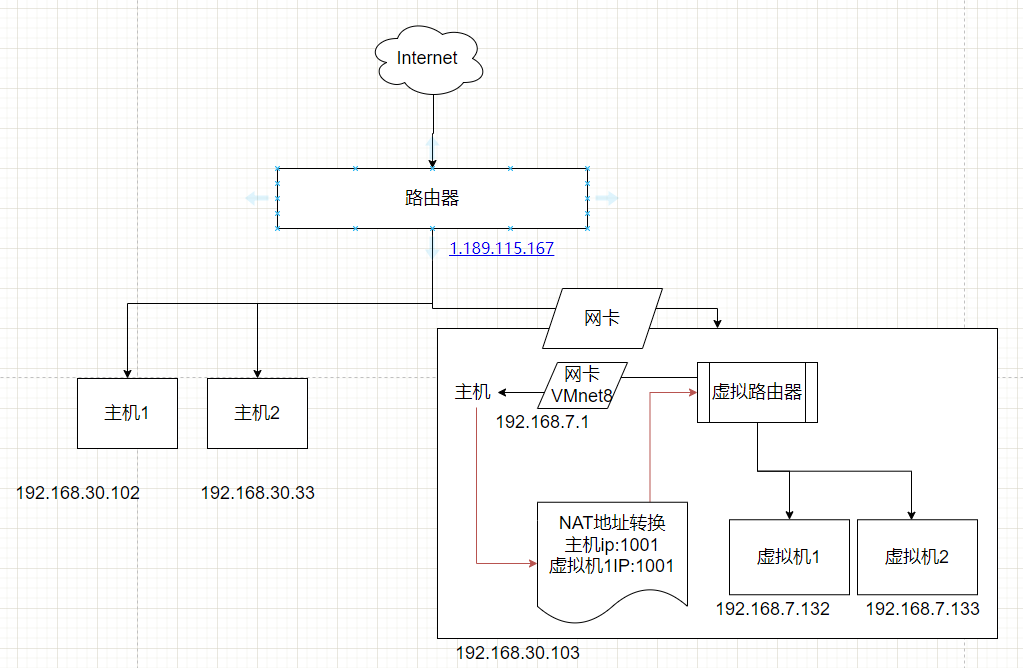 Internet
路由器
1.189.115.167
网卡
网卡
VMnet8
主机
虚拟路由器
192.168.7.1
主机1
主机2
192.168.30.102
192.168.30.33
NAT地址转换
主机ip:1001
虚拟机1IP:1001
虚拟机1
虚拟机2
192.168.7.132
192.168.7.133
192.168.30.103